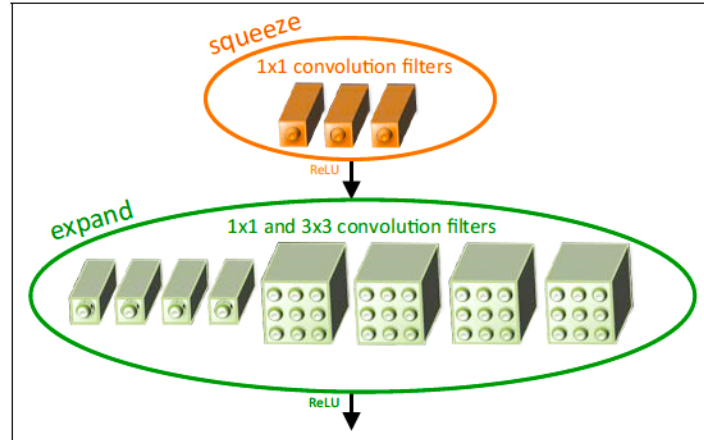 squeeze
1x1 convolution filters
ReLU
expand
1x1 and 3x3 convolution filters
ReLU